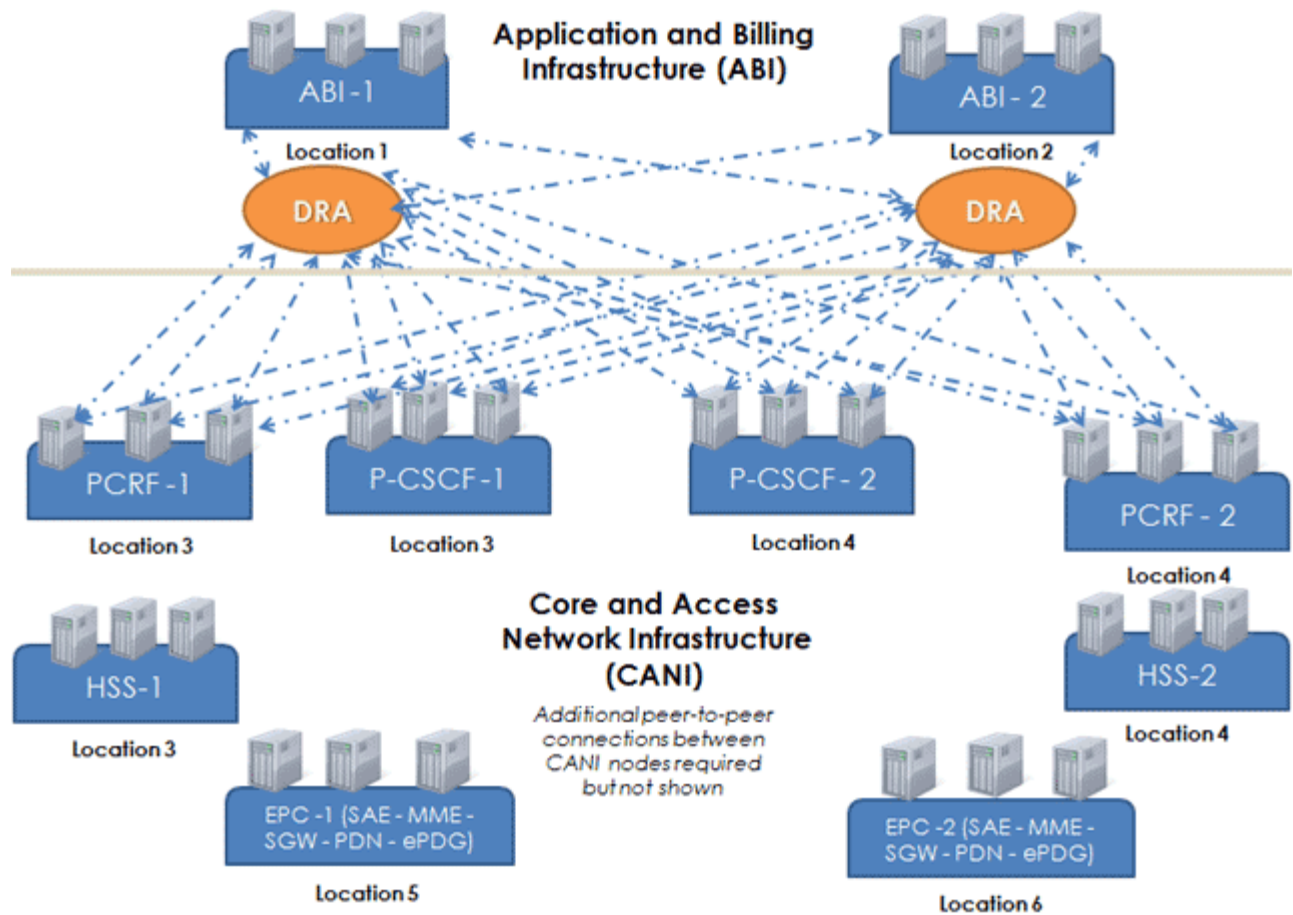 Application and Billing
Infrastructure (ABI)
ABI -1
ABI - 2
Location 1
Location 2
DRA
DRA
PCRF -1
P-CSCF-1
P-CSCF- 2
PCRF - 2
Location 3
Location 3
Location 4
Location 4
Core and Access
Network Infrastructure
(CANI)
Additional peer-to-peer
connections between
CANI nodes required
but not shown
HSS-1
HSS-2
Location 3
Location 4
EPC -1 (SAE - MME -
SGW - PDN - ePDG)
EPC -2 (SAE - MME -
SGW - PDN - ePDG)
Location 5
Location 6